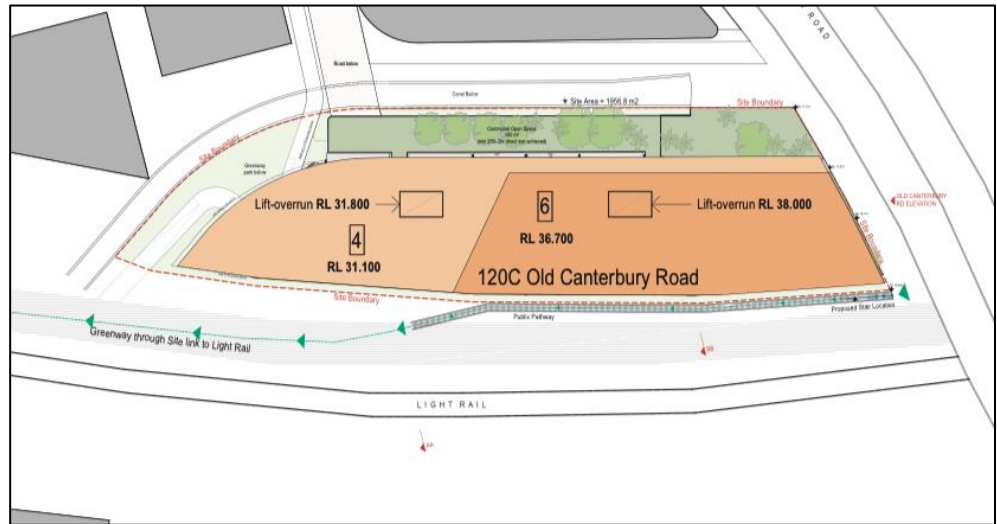 ROAD
Road below
Canal Below
Site Area = 1956.8 m2
Site Boundary
Site Boundary
Communal Open Space
Greenway
park below
Lift-overrun RL 31.800
6
Lift-overrun RL 38.000
OLD CANTERBURY
RD ELEVATION
4
RL 36.700
RL 31.100
120C Old Canterbury Road
Site Boundary
Site Boundary
Public Pathway
Proposed Stair Location
Greenway through Site link to Light Rail
LIGHT RAIL